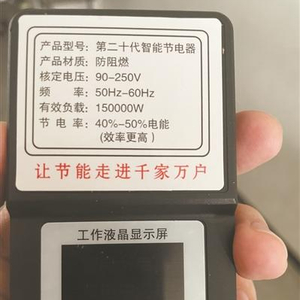 产品型号：第二十代智能节电器
产品材质：防阻燃
核定电压：90-250V
频　　率：50Hz-60Hz
有效负载：150000W
节 电 率：40%-50%电能
(效率更高)
让节能走进千家万户
工作液晶显示屏